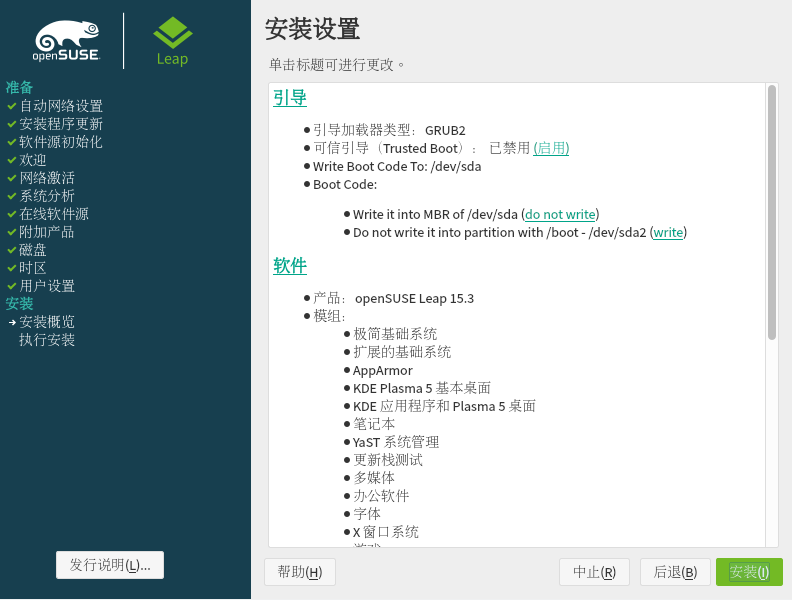 openSUSE
Leap
准备
自动网络设置
安装程序更新
软件源初始化
欢迎
网络激活
系统分析
在线软件源
附加产品
磁盘
时区
用户设置
安装
安装概览
执行安装
发行说明(L)...
安装设置
单击标题可进行更改。
引导
引导加载器类型： GRUB2
可信引导（Trusted Boot）： 已禁用 (启用)
Write Boot Code To: /dev/sda
Boot Code:
Write it into MBR of /dev/sda (do not write)
Do not write it into partition with /boot - /dev/sda2 (write)
软件
产品： openSUSE Leap 15.3
模组：
极简基础系统
扩展的基础系统
AppArmor
KDE Plasma 5 基本桌面
KDE 应用程序和 Plasma 5 桌面
笔记本
YaST 系统管理
更新栈测试
多媒体
办公软件
字体
X 窗口系统
帮助(H)
中止(R)
后退(B)
安装(I)